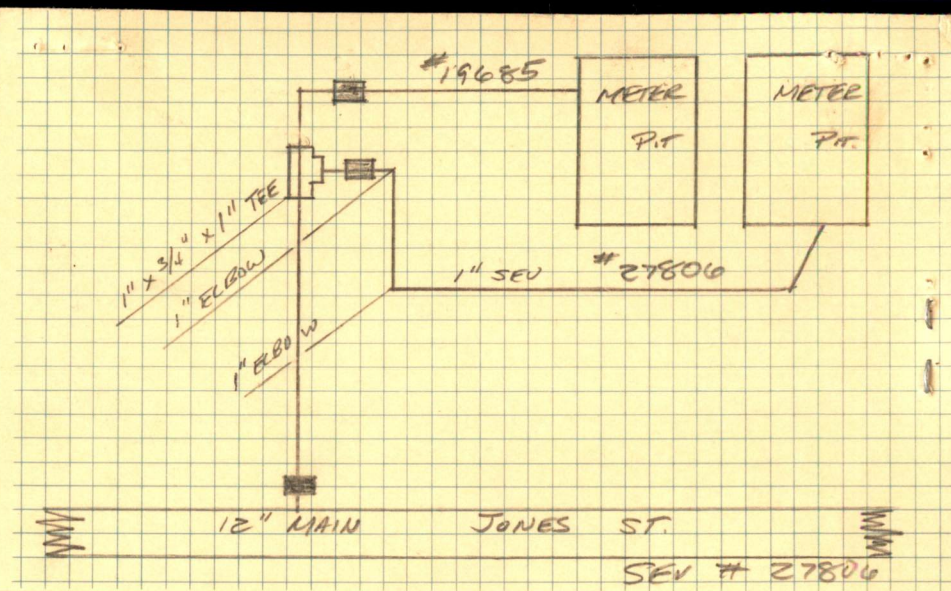 #19685
METER
PIT
METER
PIT.
1" x 3/4" x 1" TEE
1" ELBOW
1" SEV #27806
1" ELBOW
12" MAIN JONES ST.
SEV # 27806